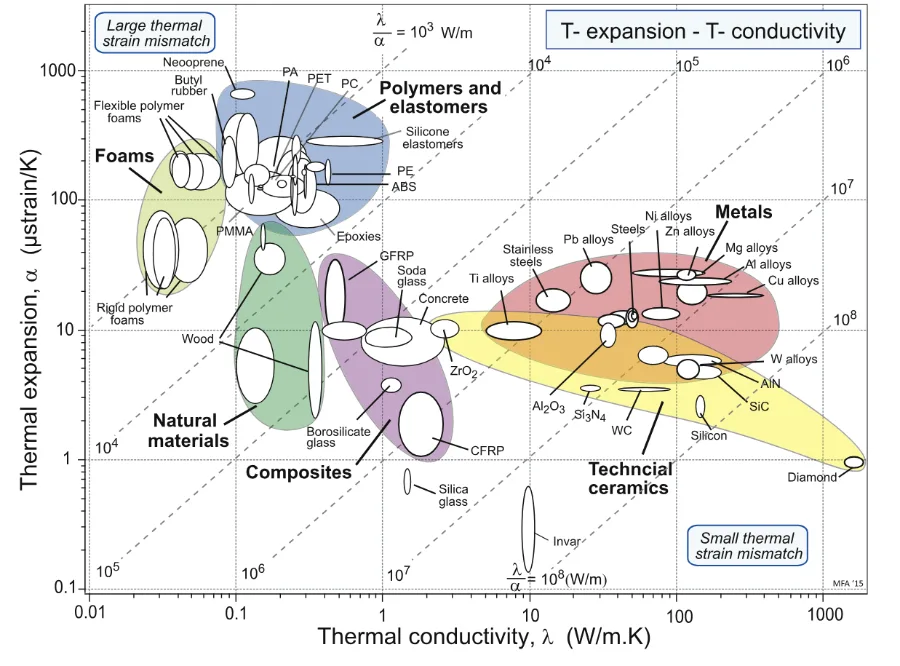 Large thermal
strain mismatch
λ/α = 10³ W/m
T- expansion - T- conductivity
10⁴
10⁵
10⁶
Neooprene
PA
PET
PC
Butyl
rubber
Polymers and
elastomers
Flexible polymer
foams
Silicone
elastomers
Foams
PE
ABS
10⁷
PMMA
Epoxies
Ni alloys
Metals
Steels
Zn alloys
Pb alloys
Mg alloys
Stainless
steels
Al alloys
GFRP
Soda
glass
Ti alloys
Cu alloys
Concrete
Rigid polymer
foams
10⁸
Wood
ZrO₂
W alloys
AlN
Al₂O₃
Si₃N₄
SiC
WC
Silicon
Natural
materials
Borosilicate
glass
10⁴
CFRP
Composites
Techncial
ceramics
Diamond
Silica
glass
Invar
Small thermal
strain mismatch
10⁵
10⁶
10⁷
λ/α = 10⁸(W/m)
MFA '15
1000
100
10
1
0.1
Thermal expansion, α (µstrain/K)
0.01
0.1
1
10
100
1000
Thermal conductivity, λ (W/m.K)